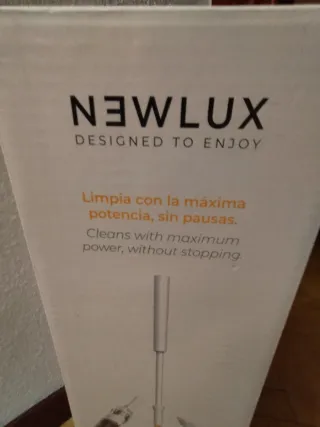 NEWLUX
DESIGNED TO ENJOY
Limpia con la máxima
potencia, sin pausas.
Cleans with maximum
power, without stopping